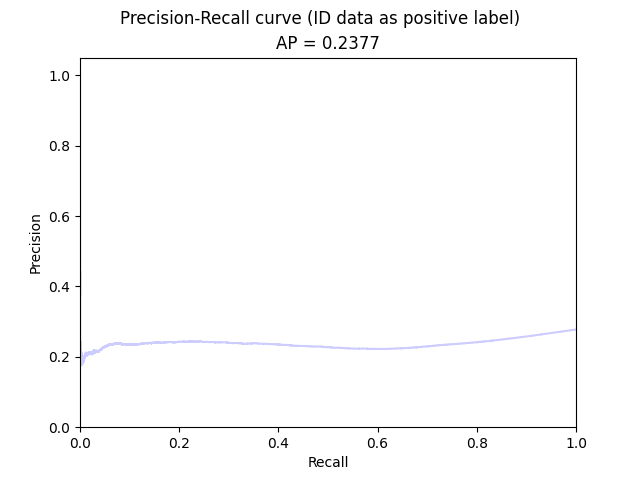 Precision-Recall curve (ID data as positive label)
AP = 0.2377
1.0
0.8
0.6
0.4
0.2
0.0
Precision
0.0 0.2 0.4 0.6 0.8 1.0
Recall